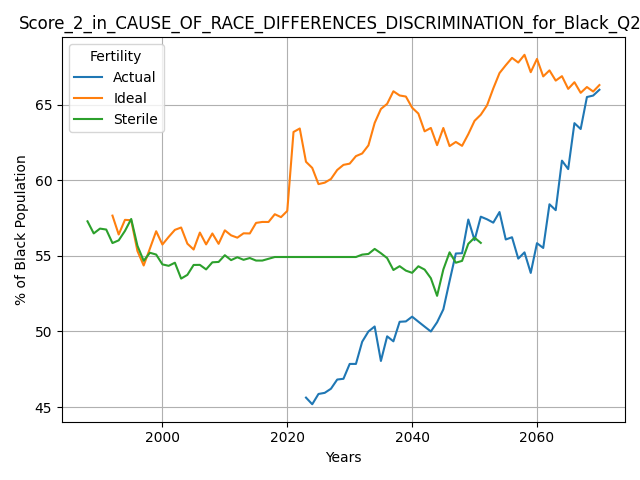 Score_2_in_CAUSE_OF_RACE_DIFFERENCES_DISCRIMINATION_for_Black_Q2
Fertility
Actual
Ideal
Sterile
% of Black Population
65
60
55
50
45
2000
2020
2040
2060
Years